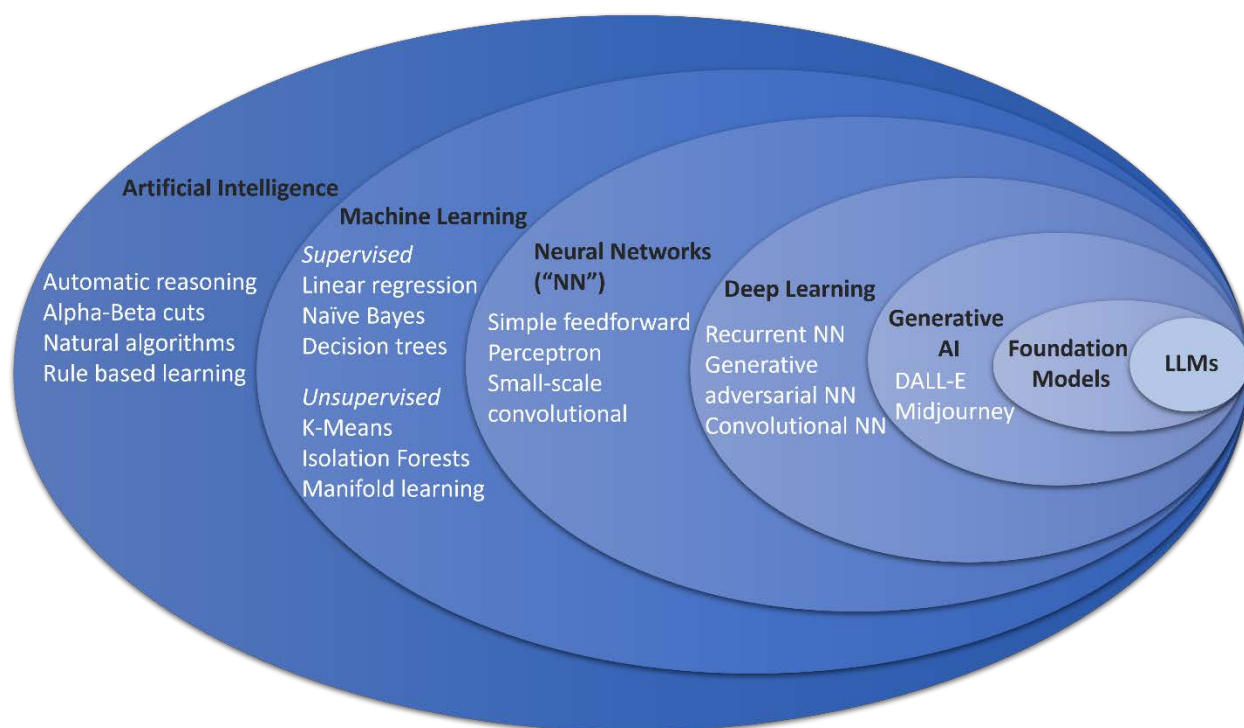 Artificial Intelligence
Automatic reasoning
Alpha-Beta cuts
Natural algorithms
Rule based learning
Machine Learning
Supervised
Linear regression
Naïve Bayes
Decision trees
Unsupervised
K-Means
Isolation Forests
Manifold learning
Neural Networks
(“NN”)
Simple feedforward
Perceptron
Small-scale
convolutional
Deep Learning
Recurrent NN
Generative
adversarial NN
Convolutional NN
Generative
AI
DALL-E
Midjourney
Foundation
Models
LLMs